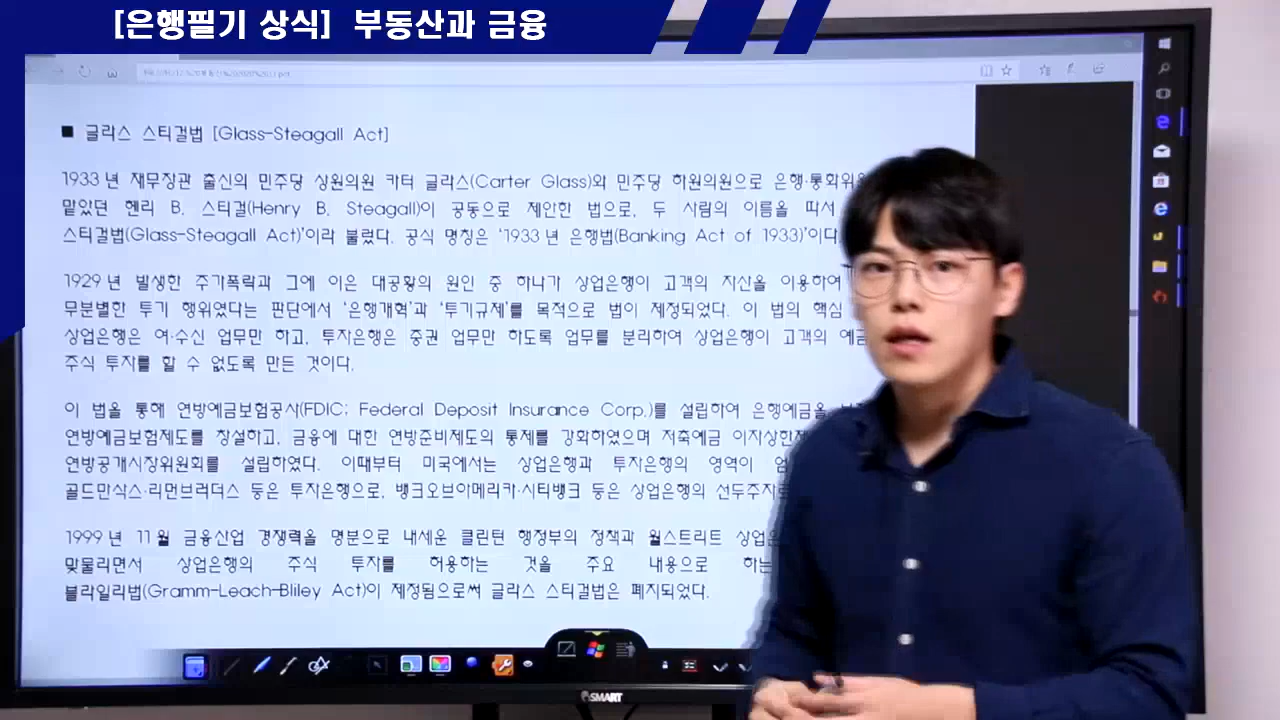 [은행필기 상식] 부동산과 금융
■ 글라스 스티걸법 [Glass-Steagall Act]
1933년 재무장관 출신의 민주당 상원의원 카터 글라스(Carter Glass)와 민주당 하원의원으로 은행·통화위원
맡았던 헨리 B. 스티걸(Henry B. Steagall)이 공동으로 제안한 법으로, 두 사람의 이름을 따서
스티걸법(Glass-Steagall Act)'이라 불렀다. 공식 명칭은 '1933년 은행법(Banking Act of 1933)'이다
1929년 발생한 주가폭락과 그에 이은 대공황의 원인 중 하나가 상업은행이 고객의 자산을 이용하여
무분별한 투기 행위였다는 판단에서 '은행개혁'과 '투기규제'를 목적으로 법이 제정되었다. 이 법의 핵심
상업은행은 여·수신 업무만 하고, 투자은행은 증권 업무만 하도록 업무를 분리하여 상업은행이 고객의 예금
주식 투자를 할 수 없도록 만든 것이다.
이 법을 통해 연방예금보험공사(FDIC; Federal Deposit Insurance Corp.)를 설립하여 은행예금을
연방예금보험제도를 창설하고, 금융에 대한 연방준비제도의 통제를 강화하였으며 저축예금 이자상한제
연방공개시장위원회를 설립하였다. 이때부터 미국에서는 상업은행과 투자은행의 영역이
골드만삭스·리먼브러더스 등은 투자은행으로, 뱅크오브아메리카·시티뱅크 등은 상업은행의 선두주자로
1999년 11월 금융산업 경쟁력을 명분으로 내세운 클린턴 행정부의 정책과 월스트리트 상업은
맞물리면서 상업은행의 주식 투자를 허용하는 것을 주요 내용으로 하는
블라일리법(Gramm-Leach-Bliley Act)이 제정됨으로써 글라스 스티걸법은 폐지되었다.
SMART